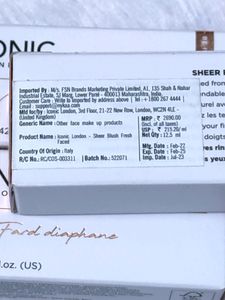 ONIC
SHEER
Imported By : M/s. FSN Brands Marketing Private Limited, A1, 135 Shah & Nahar
Industrial Estate, SJ Marg, Lower Parel - 400013 Maharashtra, India.
Customer Care : Write to Importer by address above | Tel : +1800 267 4444 |
Email : support@nykaa.com
Mfd for/by : Iconic London, 3rd Floor, 21-22 New Row, London, WC2N 4LE -
(United Kingdom)
Generic Name : Other face make up products
Product Name : Iconic London - Sheer Blush Fresh
Faced
Country Of Origin : Italy
R/C No.: RC/COS-003311 | Batch No.: 522071
MRP : ₹ 2690.00
(Incl. of all taxes)
USP : ₹ 215.20/ ml
Net Qty : 12.5 ml
Mfg. Date: Feb-22
Exp. Date: Feb-25
Imp. Date: Jul-23
Fard diaphane
l.oz. (US)